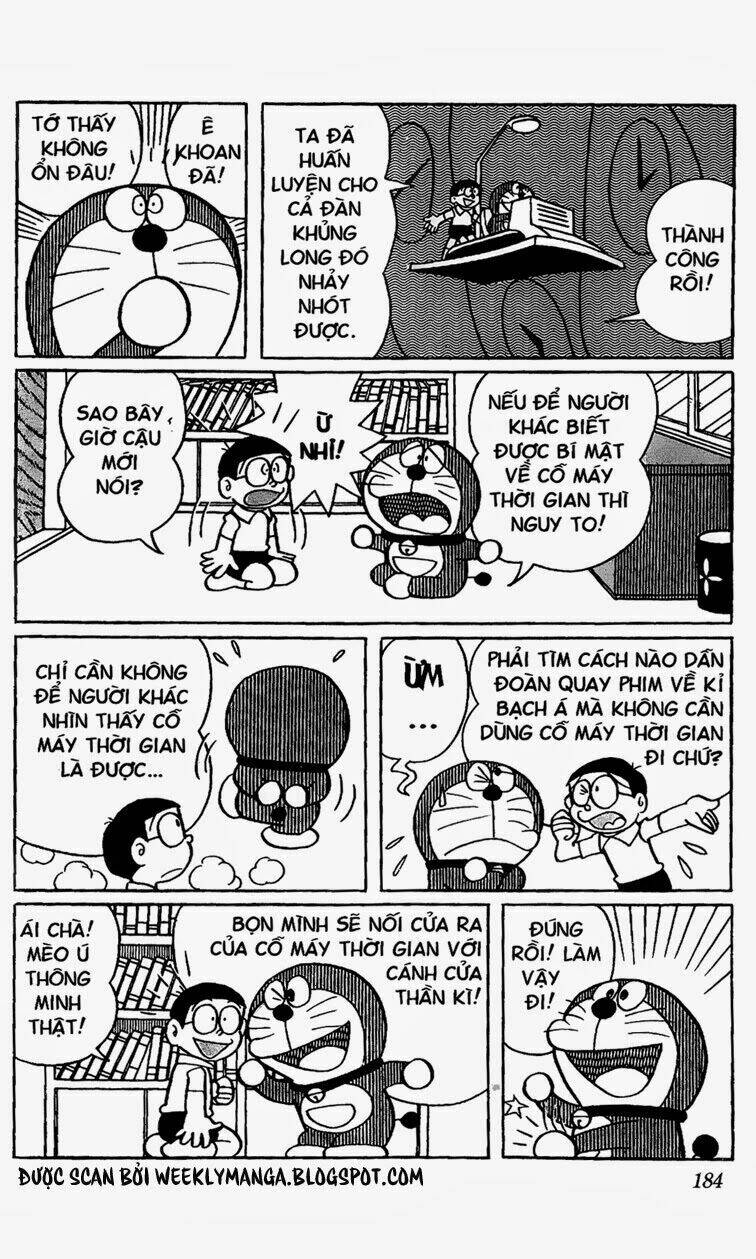 THÀNH
CÔNG
RỒI!
TA ĐÃ
HUẤN
LUYỆN CHO
CẢ ĐÀN
KHỦNG
LONG ĐÓ
NHẢY
NHÓT
ĐƯỢC.
Ê
KHOAN
ĐÃ!
TỚ THẤY
KHÔNG
ỔN ĐÂU!
NẾU ĐỂ NGƯỜI
KHÁC BIẾT
ĐƯỢC BÍ MẬT
VỀ CỖ MÁY
THỜI GIAN THÌ
NGUY TO!
Ừ
NHỈ!
SAO BÂY
GIỜ CẬU
MỚI
NÓI?
PHẢI TÌM CÁCH NÀO DẪN
ĐOÀN QUAY PHIM VỀ KỈ
BẠCH Á MÀ KHÔNG CẦN
DÙNG CỖ MÁY THỜI GIAN
ĐI CHỨ?
ỪM
...
CHỈ CẦN KHÔNG
ĐỂ NGƯỜI KHÁC
NHÌN THẤY CỖ
MÁY THỜI GIAN
LÀ ĐƯỢC...
ĐÚNG
RỒI! LÀM
VẬY
ĐI!
BỌN MÌNH SẼ NỐI CỬA RA
CỦA CỖ MÁY THỜI GIAN VỚI
CÁNH CỬA
THẦN KÌ!
ÁI CHÀ!
MÈO Ú
THÔNG
MINH
THẬT!
ĐƯỢC SCAN BỞI WEEKLYMANGA.BLOGSPOT.COM
184